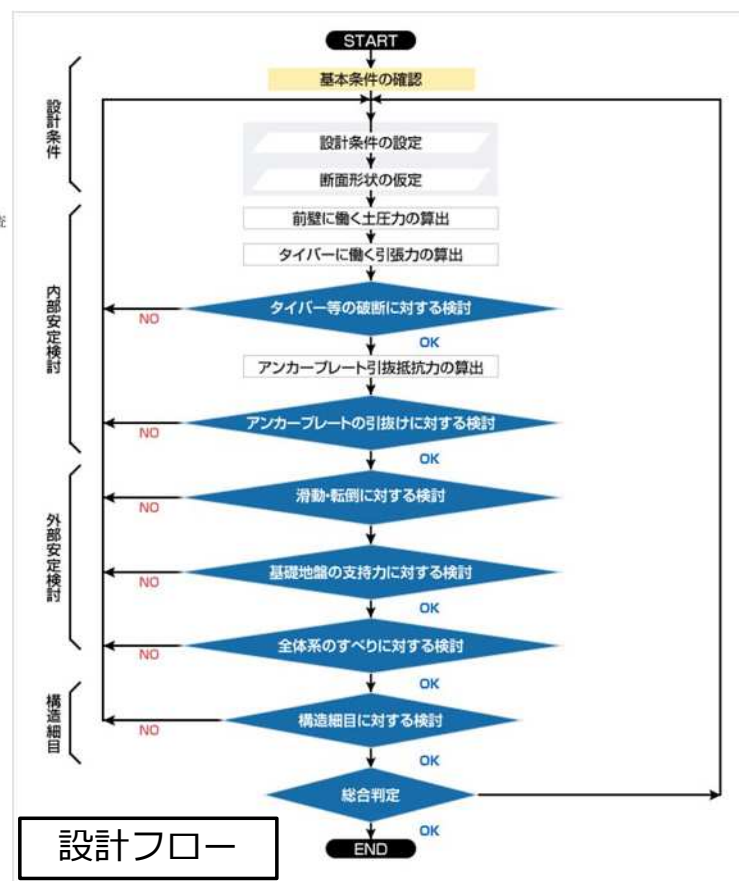 START
基本条件の確認
設計条件
設計条件の設定
断面形状の仮定
前壁に働く土圧力の算出
タイバーに働く引張力の算出
内部安定検討
タイバー等の破断に対する検討
NO
OK
アンカープレート引抜抵抗力の算出
アンカープレートの引抜けに対する検討
NO
OK
外部安定検討
滑動・転倒に対する検討
NO
基礎地盤の支持力に対する検討
NO
OK
全体系のすべりに対する検討
NO
OK
構造細目
構造細目に対する検討
NO
OK
総合判定
OK
END
設計フロー